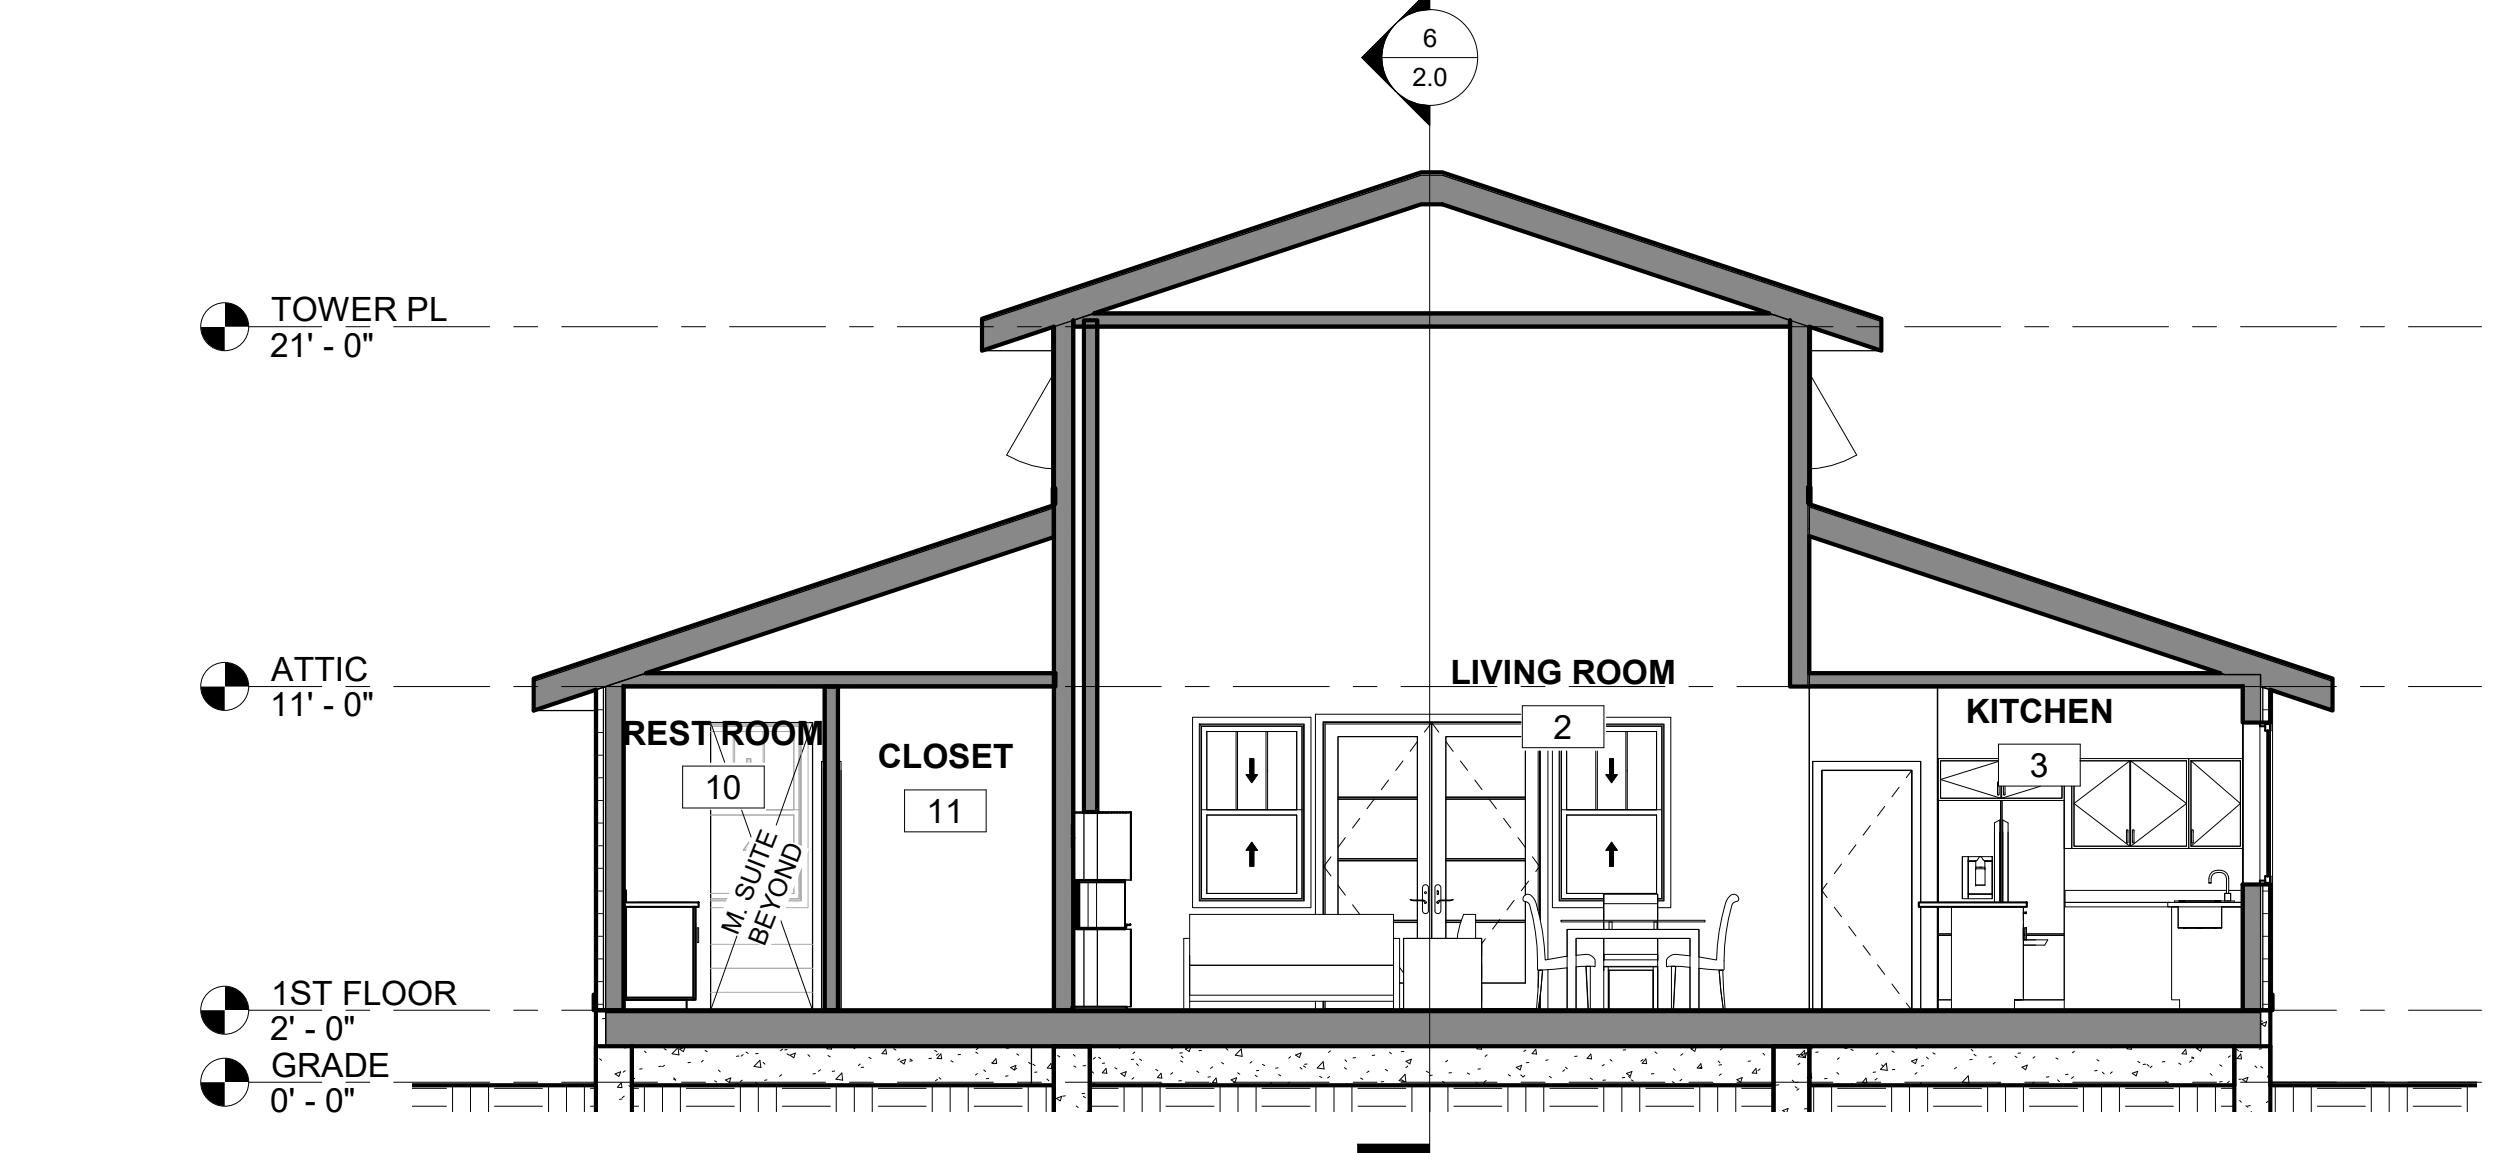 6
2.0
TOWER PL
21' - 0"
ATTIC
11' - 0"
LIVING ROOM
2
KITCHEN
3
REST ROOM
10
CLOSET
11
M. SUITE
BEYOND
1ST FLOOR
2' - 0"
GRADE
0' - 0"